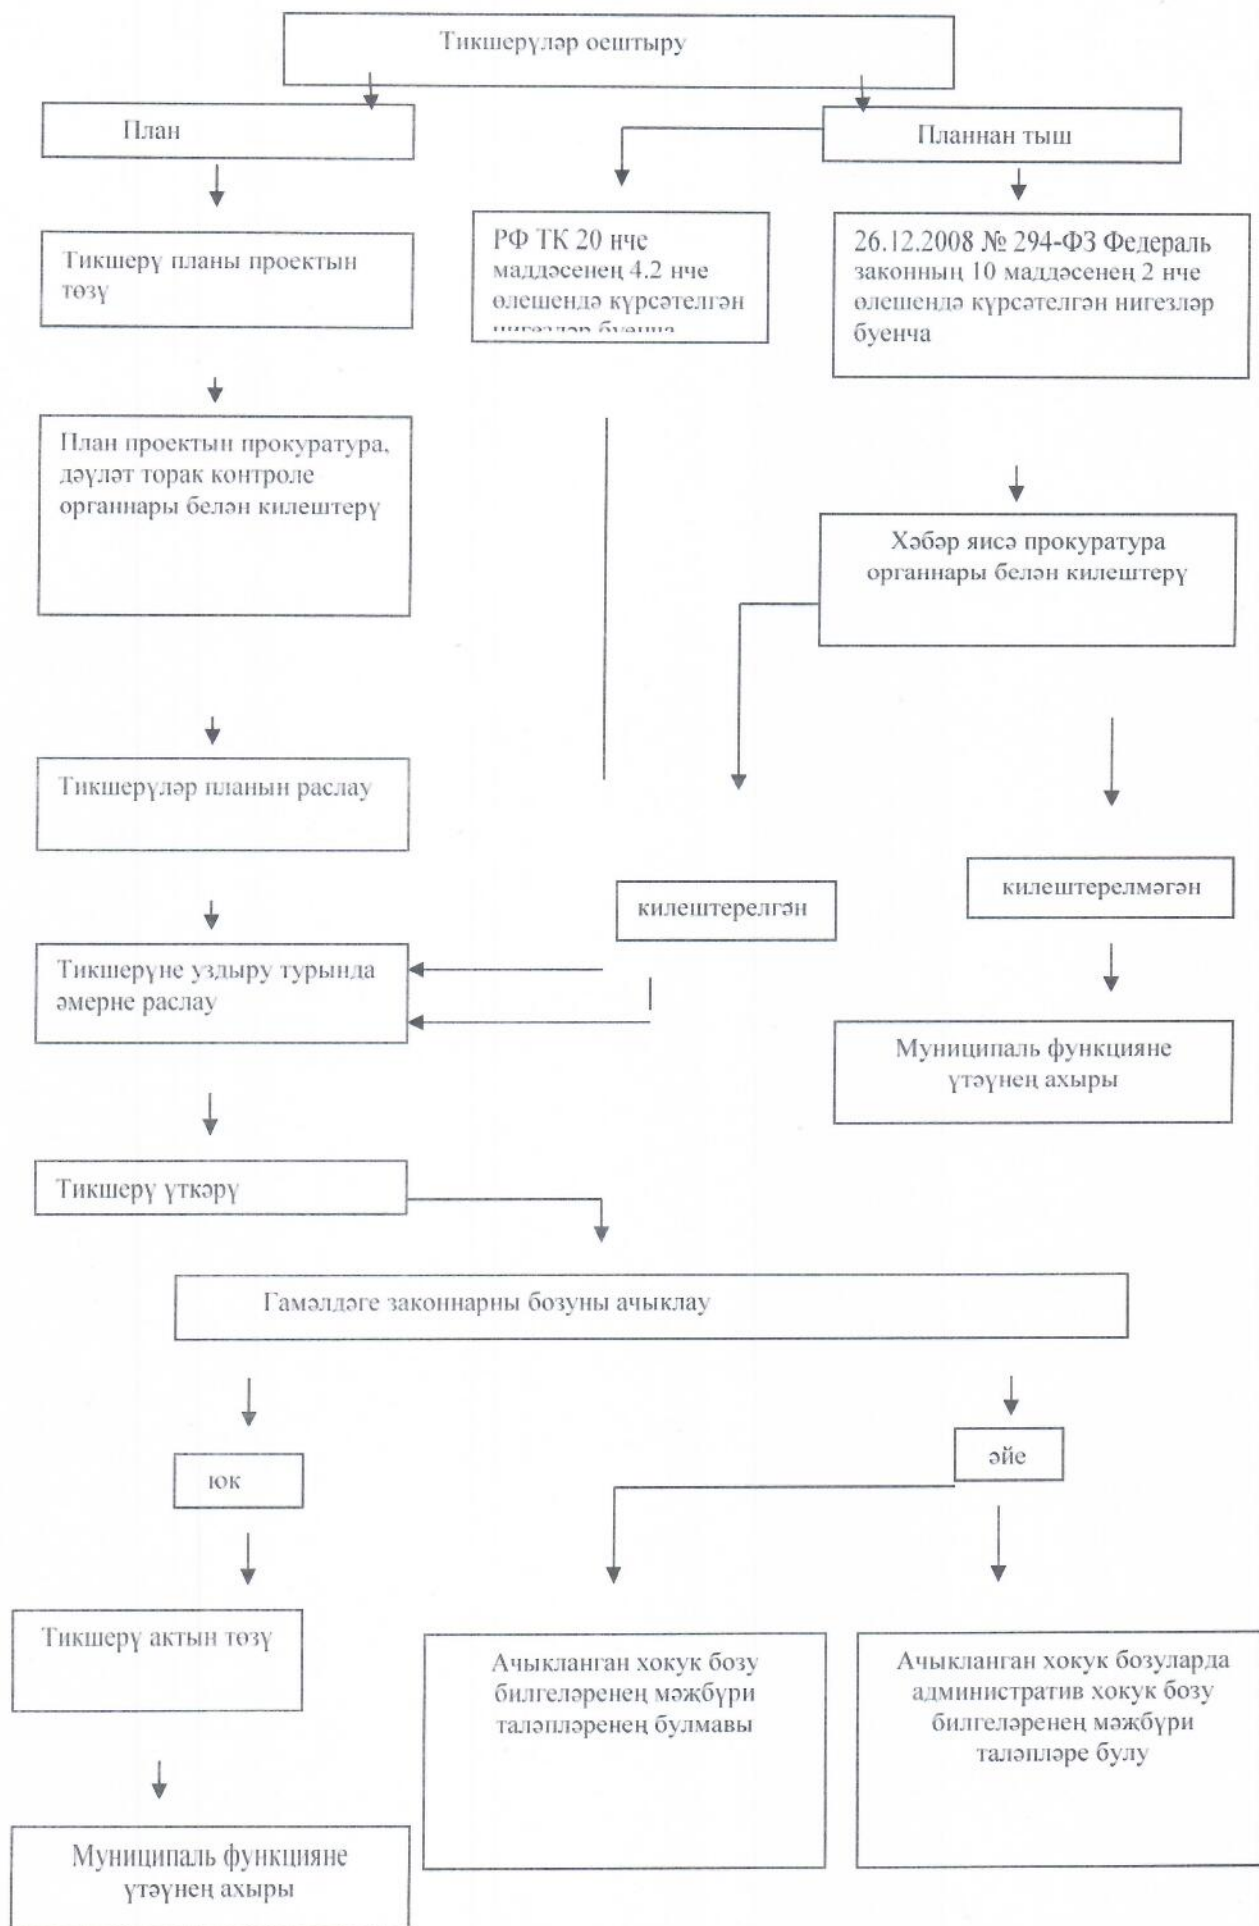 Тикшерүләр оештыру
План
Планнан тыш
Тикшерү планы проектын
төзү
РФ ТК 20 нче
маддәсенең 4.2 нче
өлешендә күрсәтелгән
нигезләр буенча
26.12.2008 № 294-ФЗ Федераль
законның 10 маддәсенең 2 нче
өлешендә күрсәтелгән нигезләр
буенча
План проектын прокуратура,
дәүләт торак контроле
органнары белән килештерү
Хәбәр яисә прокуратура
органнары белән килештерү
Тикшерүләр планын раслау
килештерелгән
килештерелмәгән
Тикшерүне уздыру турында
әмерне раслау
Муниципаль функцияне
үтәүнең ахыры
Тикшерү үткәрү
Гамәлдәге законнарны бозуны ачыклау
юк
әйе
Тикшерү актын төзү
Ачыкланган хокук бозу
билгеләренең мәҗбүри
таләпләренең булмавы
Ачыкланган хокук бозуларда
административ хокук бозу
билгеләренең мәҗбүри
таләпләре булу
Муниципаль функцияне
үтәүнең ахыры